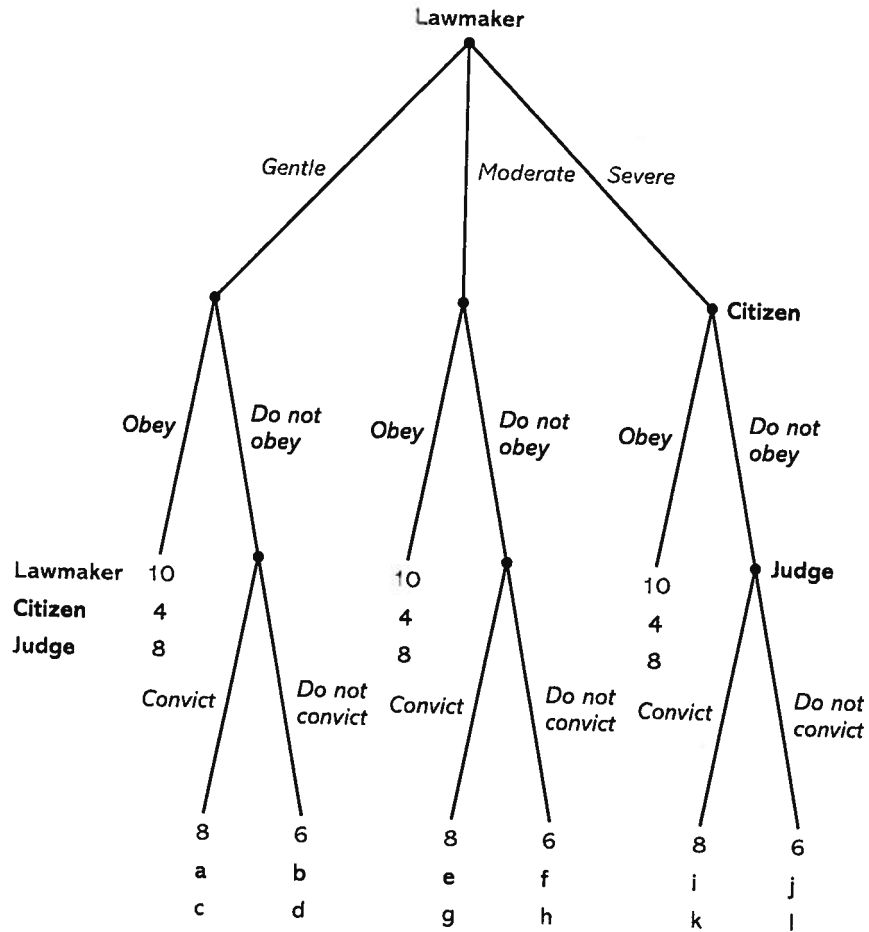 Lawmaker
Gentle
Moderate
Severe
Citizen
Obey
Do not
obey
Obey
Do not
obey
Obey
Do not
obey
Judge
Lawmaker 10
Citizen 4
Judge 8
10
4
8
10
4
8
Convict
Do not
convict
Convict
Do not
convict
Convict
Do not
convict
8 6 8 6 8 6
a b e f i j
c d g h k l